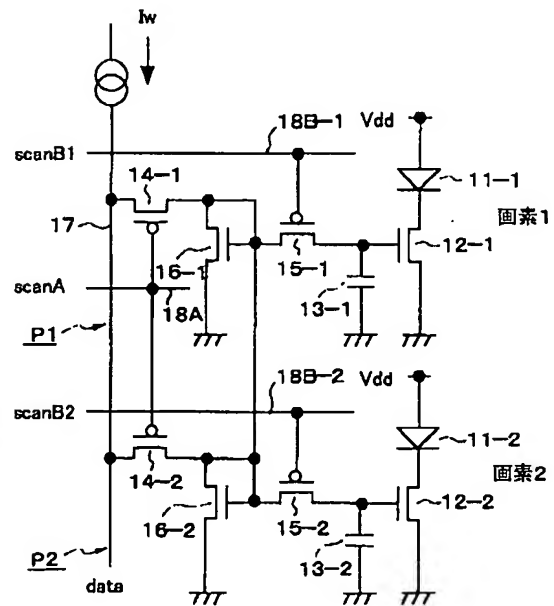 Iw
18B-1
Vdd
scanB1
14-1
11-1
17
画素1
16-1
15-1
12-1
scanA
18A
13-1
P1
18B-2
Vdd
scanB2
11-2
14-2
画素2
16-2
15-2
12-2
P2
13-2
data